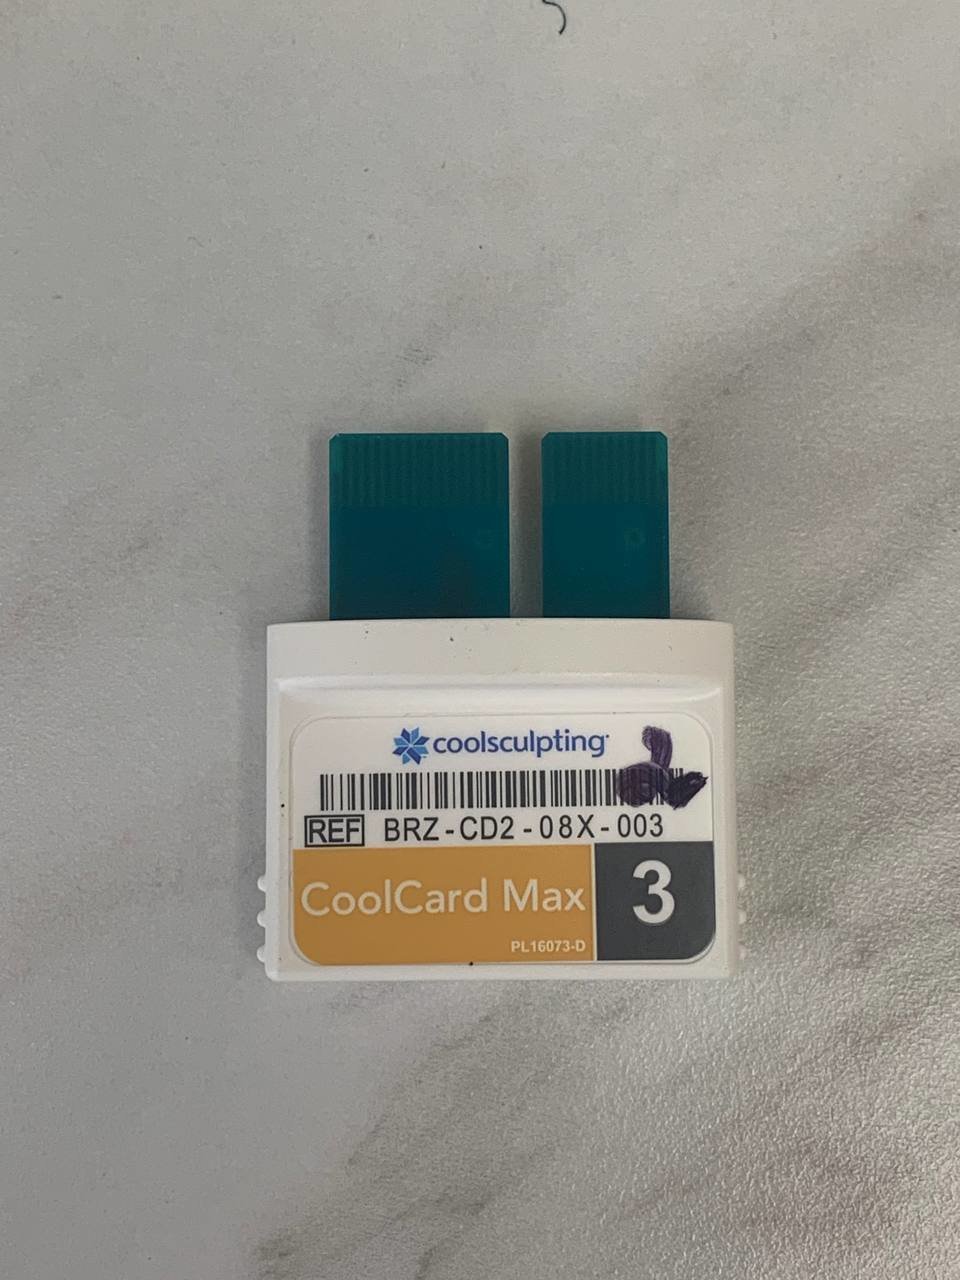 coolsculpting
REF BRZ-CD2-08X-003
CoolCard Max 3
PL16073-D